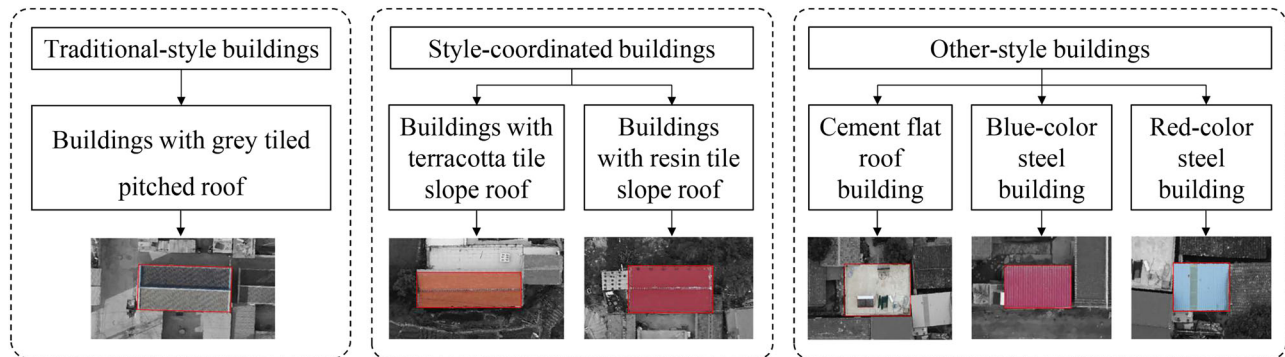 Traditional-style buildings
Buildings with grey tiled
pitched roof
Style-coordinated buildings
Buildings with
terracotta tile
slope roof
Buildings
with resin tile
slope roof
Other-style buildings
Cement flat
roof
building
Blue-color
steel
building
Red-color
steel
building